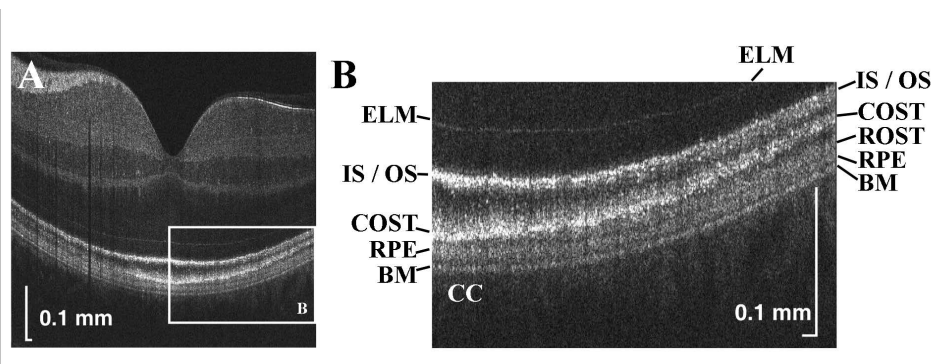 A
B
0.1 mm
B
ELM
IS / OS
COST
RPE
BM
CC
ELM
IS / OS
COST
ROST
RPE
BM
0.1 mm